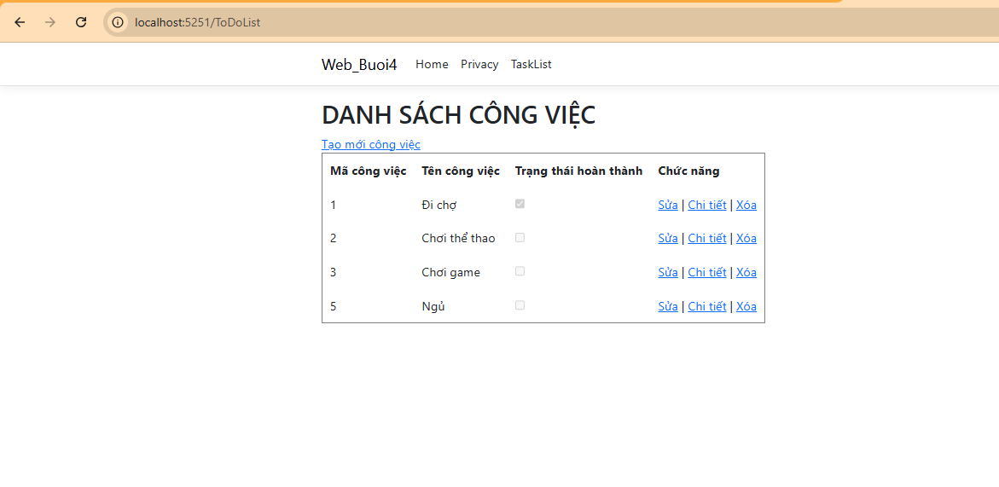 localhost:5251/ToDoList
Web_Buoi4 Home Privacy TaskList
DANH SÁCH CÔNG VIỆC
Tạo mới công việc
Mã công việc Tên công việc Trạng thái hoàn thành Chức năng
1 Đi chợ Sửa | Chi tiết | Xóa
2 Chơi thể thao Sửa | Chi tiết | Xóa
3 Chơi game Sửa | Chi tiết | Xóa
5 Ngủ Sửa | Chi tiết | Xóa